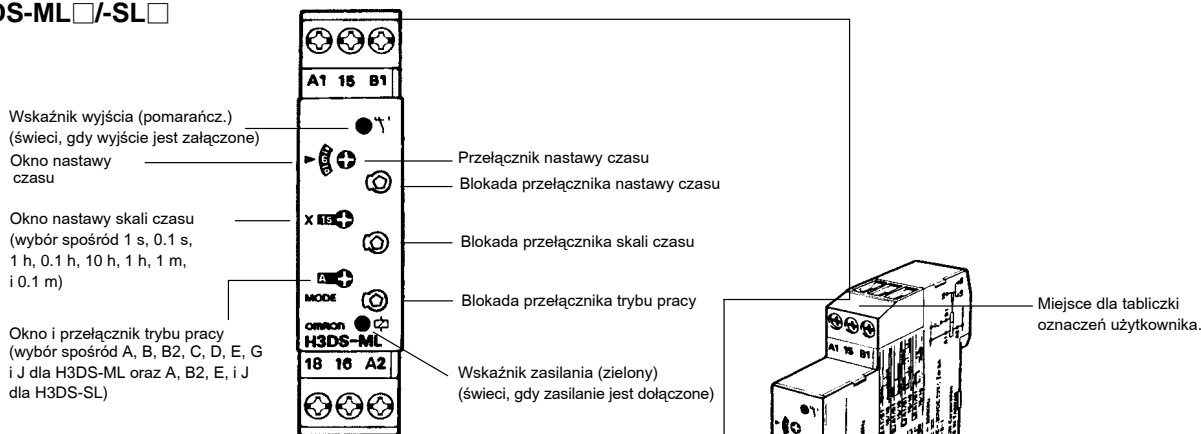 DS-ML□/-SL□
A1 15 B1
Wskaźnik wyjścia (pomarańcz.)
(świeci, gdy wyjście jest załączone)
Okno nastawy
czasu
Przełącznik nastawy czasu
Blokada przełącznika nastawy czasu
Okno nastawy skali czasu
(wybór spośród 1 s, 0.1 s,
1 h, 0.1 h, 10 h, 1 h, 1 m,
i 0.1 m)
X 1S
Blokada przełącznika skali czasu
A
MODE
Blokada przełącznika trybu pracy
Okno i przełącznik trybu pracy
(wybór spośród A, B, B2, C, D, E, G
i J dla H3DS-ML oraz A, B2, E, i J
dla H3DS-SL)
omron
H3DS-ML
18 16 A2
Wskaźnik zasilania (zielony)
(świeci, gdy zasilanie jest dołączone)
Miejsce dla tabliczki
oznaczeń użytkownika.
A1 15 B1